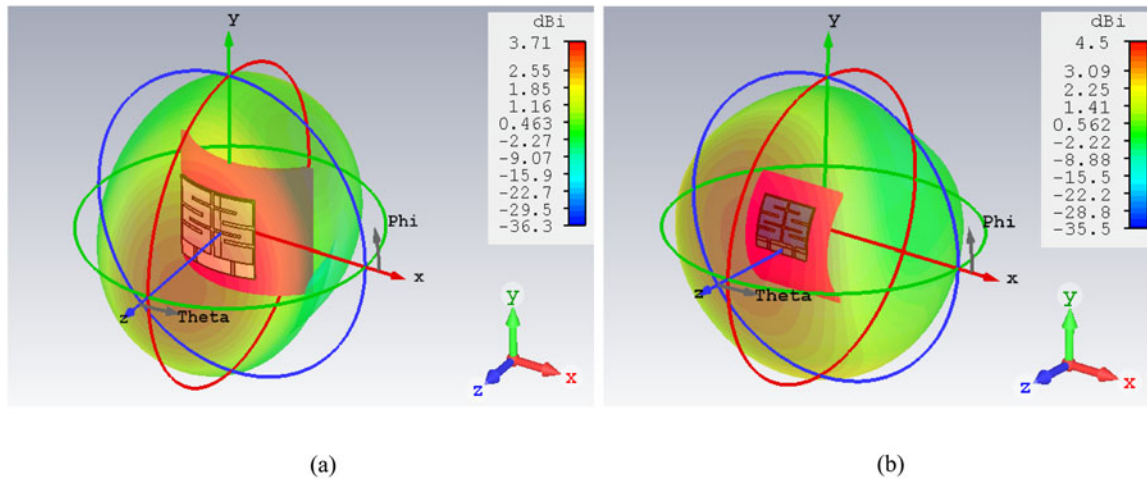 Y
dBi
3.71
2.55
1.85
1.16
0.463
-2.27
-9.07
-15.9
-22.7
-29.5
-36.3
Phi
x
z
Theta
y
x
z
(a)
Y
dBi
4.5
3.09
2.25
1.41
0.562
-2.22
-8.88
-15.5
-22.2
-28.8
-35.5
Phi
x
z
Theta
y
x
z
(b)